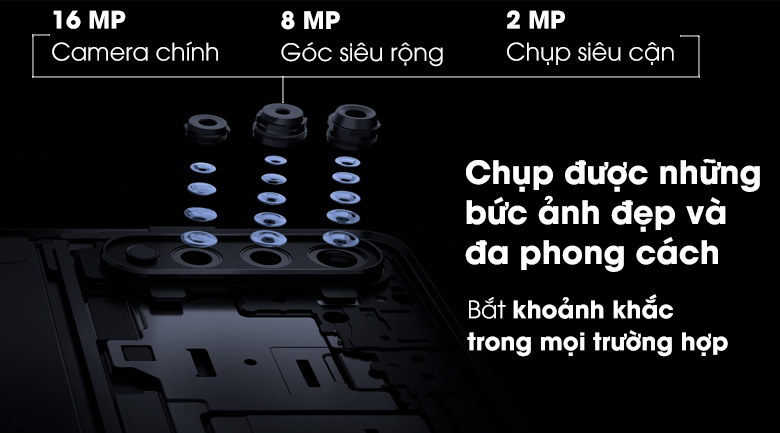 16 MP
Camera chính
8 MP
Góc siêu rộng
2 MP
Chụp siêu cận
Chụp được những
bức ảnh đẹp và
đa phong cách
Bắt khoảnh khắc
trong mọi trường hợp